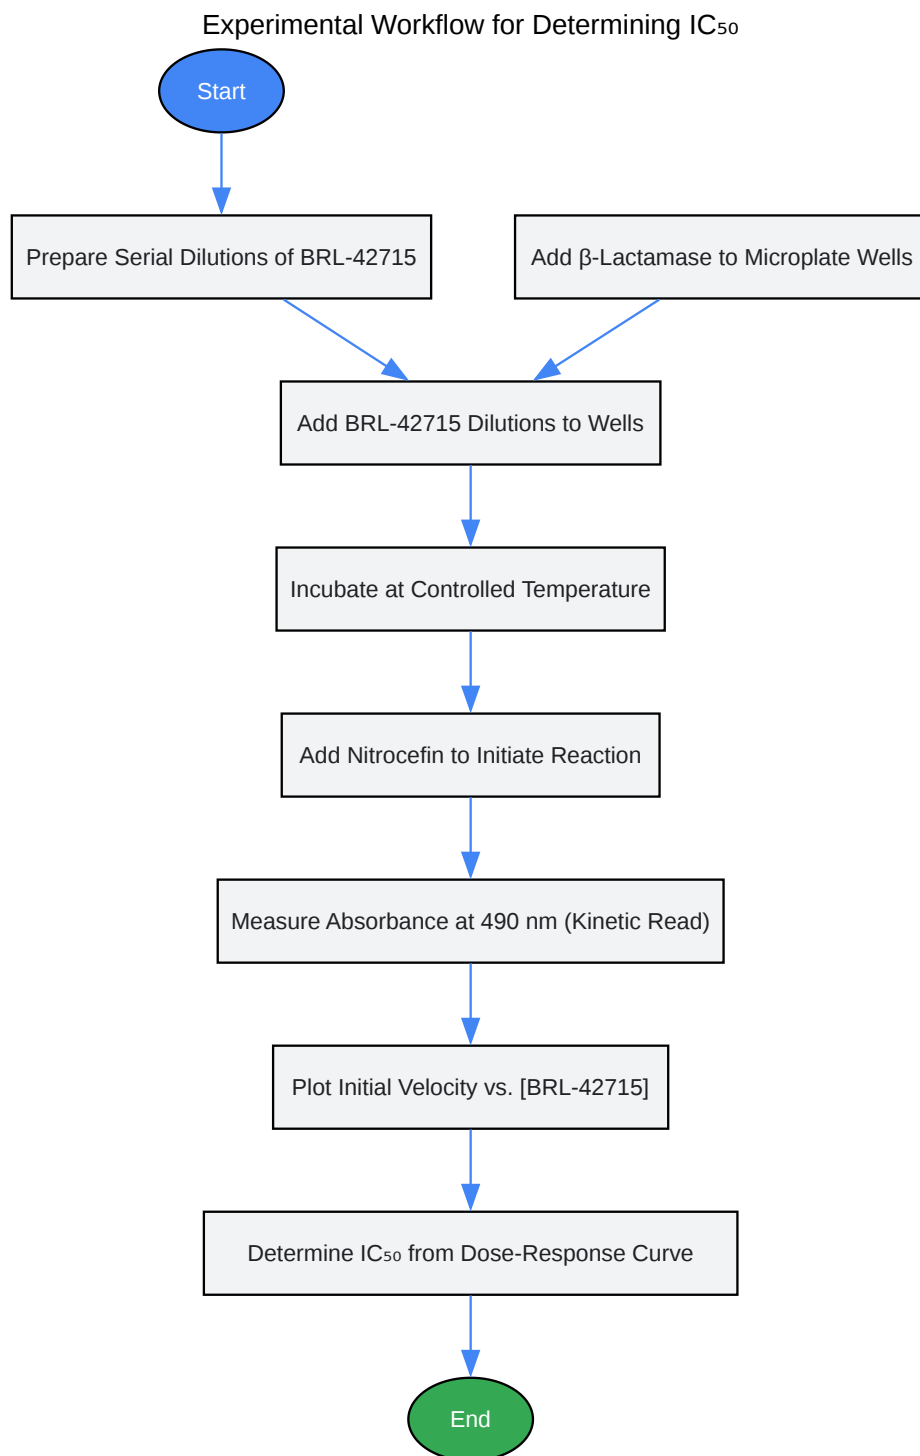 Experimental Workflow for Determining IC₅₀
Start
Prepare Serial Dilutions of BRL-42715
Add β-Lactamase to Microplate Wells
Add BRL-42715 Dilutions to Wells
Incubate at Controlled Temperature
Add Nitrocefin to Initiate Reaction
Measure Absorbance at 490 nm (Kinetic Read)
Plot Initial Velocity vs. [BRL-42715]
Determine IC₅₀ from Dose-Response Curve
End